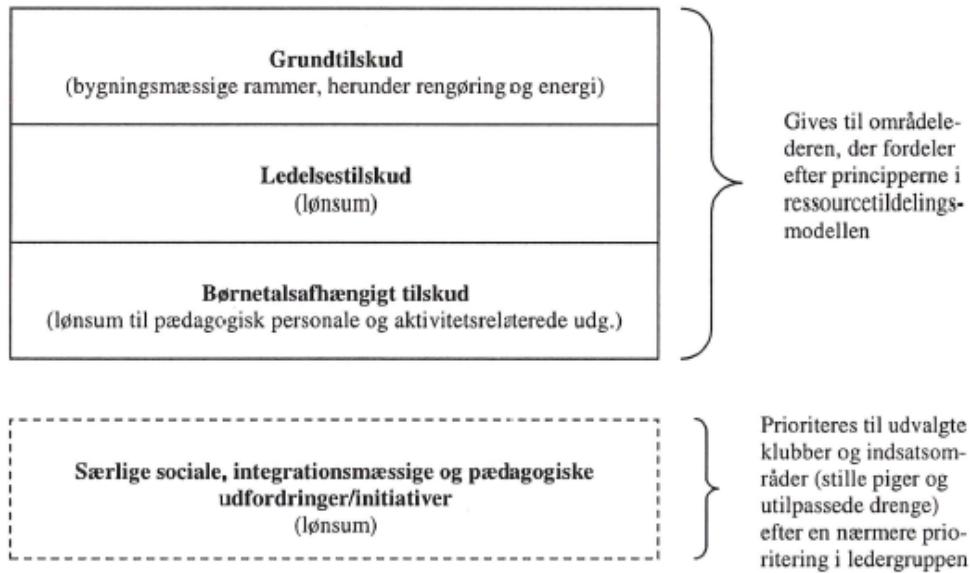 Grundtilskud
(bygningsmæssige rammer, herunder rengøring og energi)
Ledelsestilskud
(lønsum)
Børnetalsafhængigt tilskud
(lønsum til pædagogisk personale og aktivitetsrelaterede udg.)
Gives til områdele-
deren, der fordeler
efter principperne i
ressourcetildelings-
modellen
Særlige sociale, integrationsmæssige og pædagogiske
udfordringer/initiativer
(lønsum)
Prioriteres til udvalgte
klubber og indsatsom-
råder (stille piger og
utilpassede drenge)
efter en nærmere prio-
ritering i ledergruppen